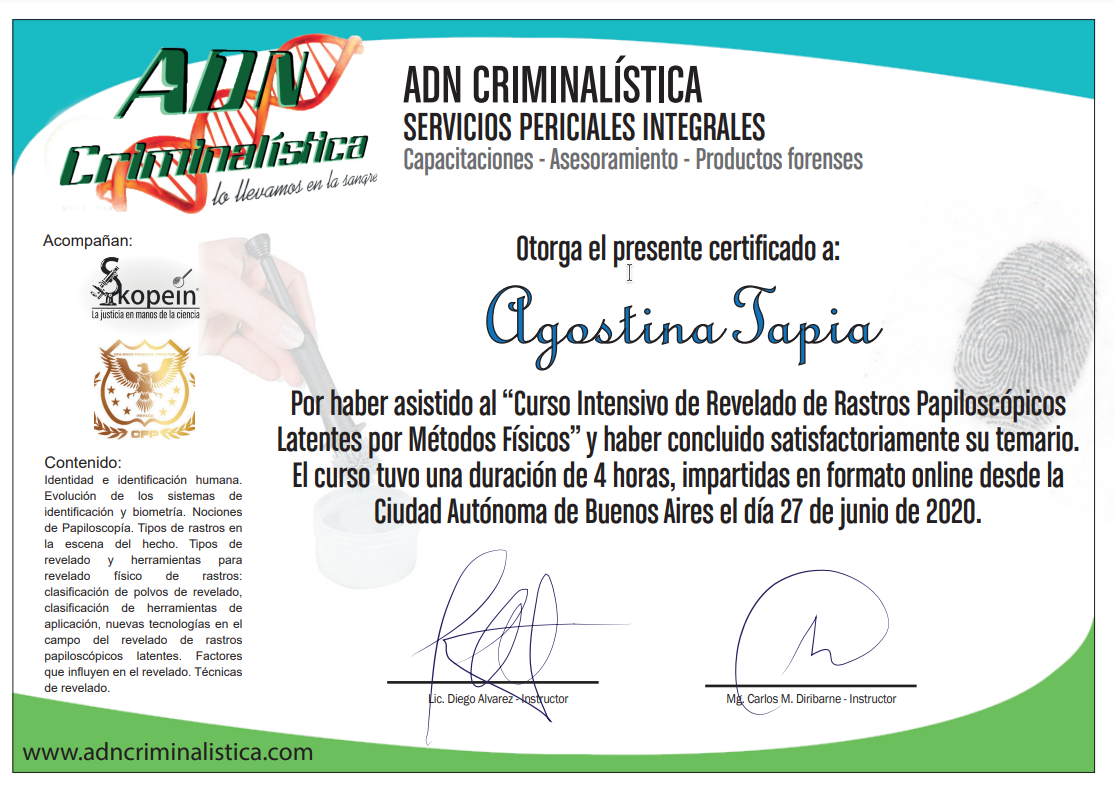 ADN
Criminalística
lo llevamos en la sangre
ADN CRIMINALÍSTICA
SERVICIOS PERICIALES INTEGRALES
Capacitaciones - Asesoramiento - Productos forenses
Acompañan:
Skopein®
La justicia en manos de la ciencia
CFP
Otorga el presente certificado a:
Agostina Tapia
Por haber asistido al “Curso Intensivo de Revelado de Rastros Papiloscópicos
Latentes por Métodos Físicos” y haber concluido satisfactoriamente su temario.
El curso tuvo una duración de 4 horas, impartidas en formato online desde la
Ciudad Autónoma de Buenos Aires el día 27 de junio de 2020.
Contenido:
Identidad e identificación humana.
Evolución de los sistemas de
identificación y biometría. Nociones
de Papiloscopía. Tipos de rastros en
la escena del hecho. Tipos de
revelado y herramientas para
revelado físico de rastros:
clasificación de polvos de revelado,
clasificación de herramientas de
aplicación, nuevas tecnologías en el
campo del revelado de rastros
papiloscópicos latentes. Factores
que influyen en el revelado. Técnicas
de revelado.
Lic. Diego Alvarez - Instructor
Mg. Carlos M. Diribarne - Instructor
www.adncriminalistica.com